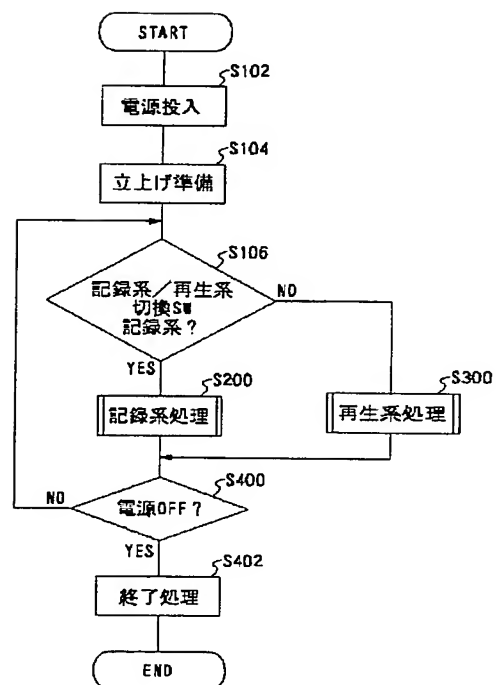 START
S102
電源投入
S104
立上げ準備
S106
記録系/再生系
切換SW
記録系?
NO
YES
S200
記録系処理
S300
再生系処理
S400
NO
電源OFF?
YES
S402
終了処理
END